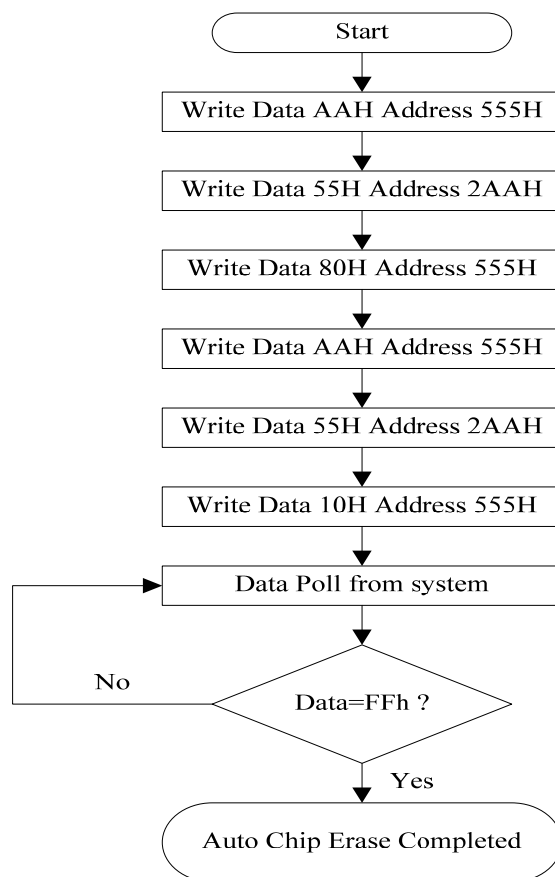 Start
Write Data AAH Address 555H
Write Data 55H Address 2AAH
Write Data 80H Address 555H
Write Data AAH Address 555H
Write Data 55H Address 2AAH
Write Data 10H Address 555H
Data Poll from system
No
Data=FFh ?
Yes
Auto Chip Erase Completed